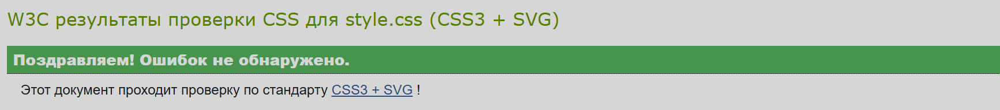 W3C результаты проверки CSS для style.css (CSS3 + SVG)
Поздравляем! Ошибок не обнаружено.
Этот документ проходит проверку по стандарту CSS3 + SVG !